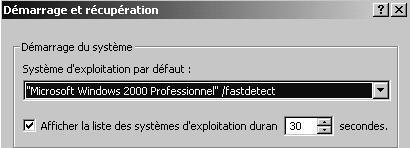 Démarrage et récupération
Démarrage du système
Système d'exploitation par défaut :
"Microsoft Windows 2000 Professionnel" /fastdetect
Afficher la liste des systèmes d'exploitation duran 30 secondes.